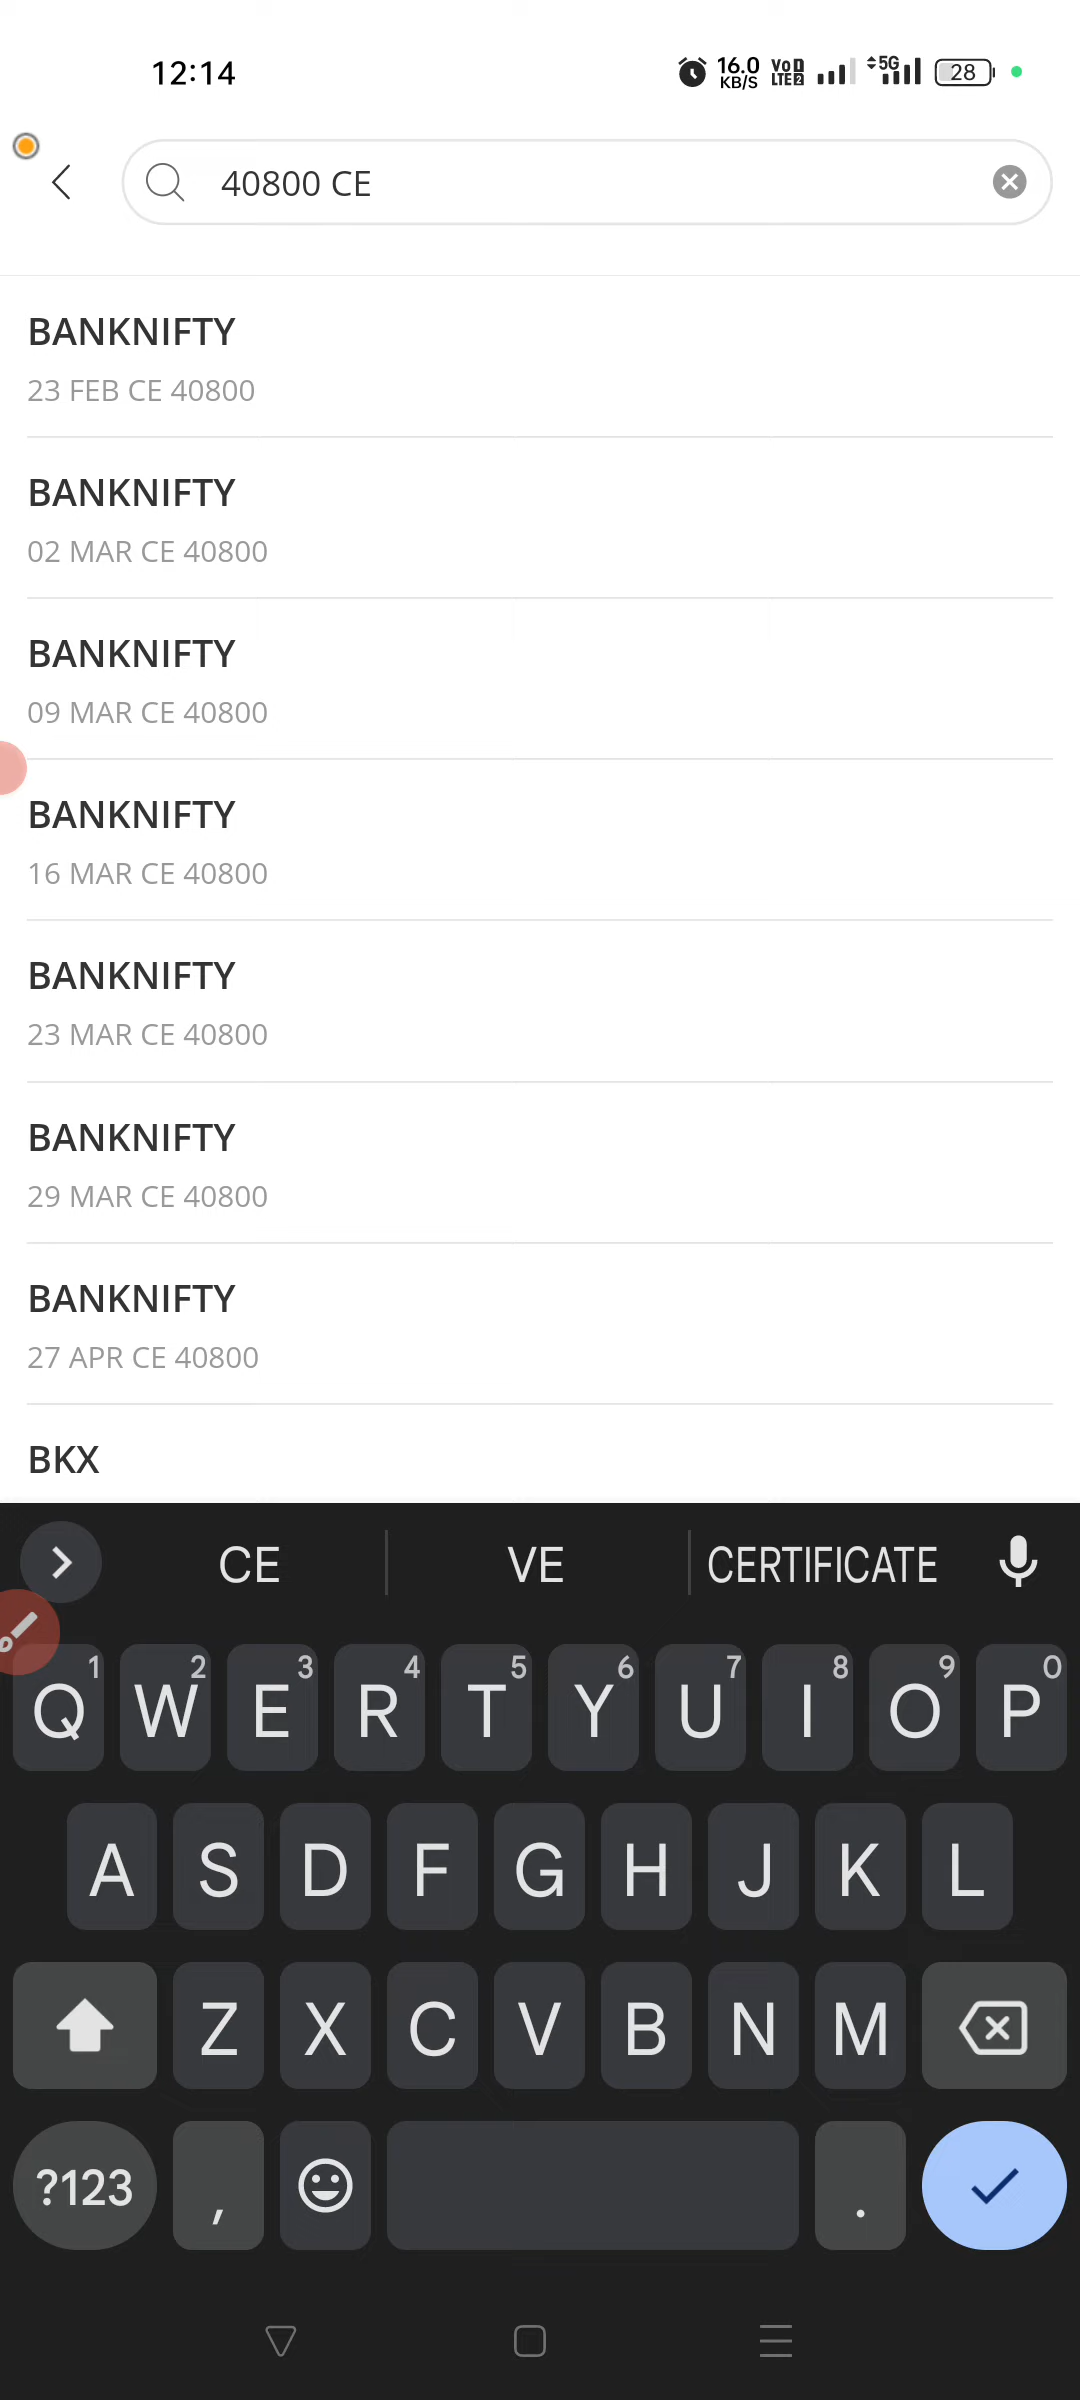 12:14
16.0
KB/S
VoD
LTE 2
5G
28
40800 CE
BANKNIFTY
23 FEB CE 40800
BANKNIFTY
02 MAR CE 40800
BANKNIFTY
09 MAR CE 40800
BANKNIFTY
16 MAR CE 40800
BANKNIFTY
23 MAR CE 40800
BANKNIFTY
29 MAR CE 40800
BANKNIFTY
27 APR CE 40800
BKX
CE VE CERTIFICATE
1 2 3 4 5 6 7 8 9 0
Q W E R T Y U I O P
A S D F G H J K L
Z X C V B N M
?123 , .